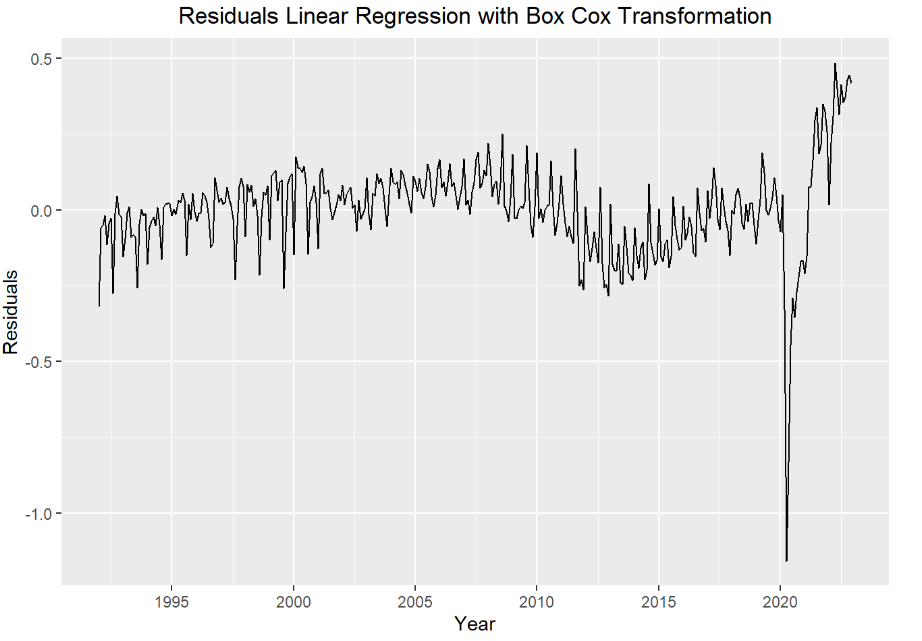 Residuals Linear Regression with Box Cox Transformation
0.5
0.0
-0.5
-1.0
Residuals
1995 2000 2005 2010 2015 2020
Year